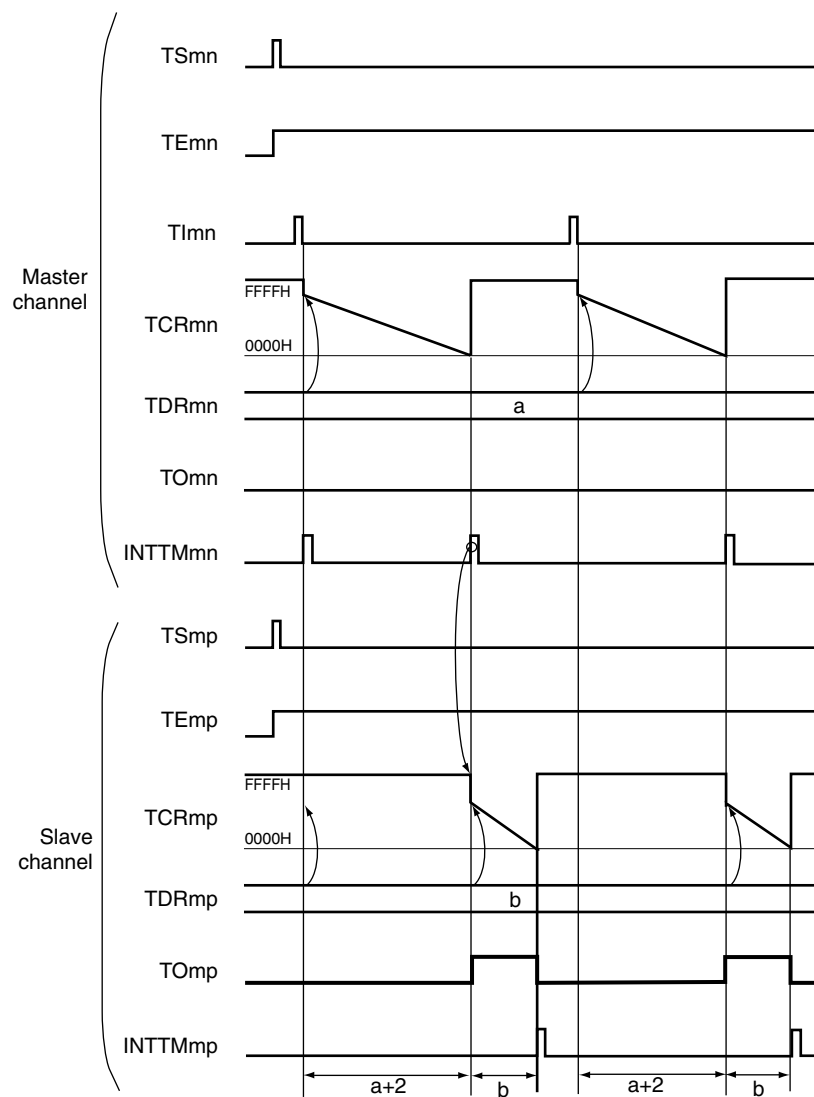 TSmn
TEmn
TImn
Master
channel
FFFFH
TCRmn
0000H
TDRmn
a
TOmn
INTTMmn
TSmp
TEmp
FFFFH
TCRmp
Slave
channel
0000H
TDRmp
b
TOmp
INTTMmp
a+2 b a+2 b